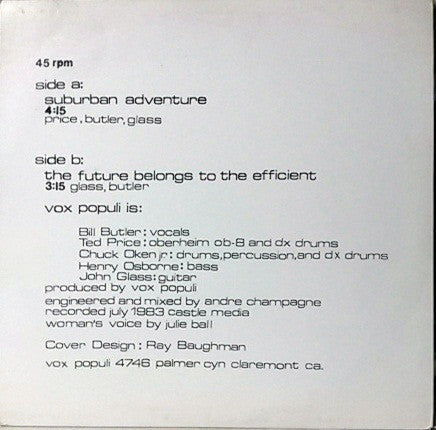 45 rpm
side a:
suburban adventure
4:15
price, butler, glass
side b:
the future belongs to the efficient
3:15 glass, butler
vox populi is:
Bill Butler: vocals
Ted Price: oberheim ob-8 and dx drums
Chuck Oken jr: drums, percussion, and dx drums
Henry Osborne: bass
John Glass: guitar
produced by vox populi
engineered and mixed by andre champagne
recorded july 1983 castle media
woman's voice by julie ball
Cover Design: Ray Baughman
vox populi 4746 palmer cyn claremont ca.